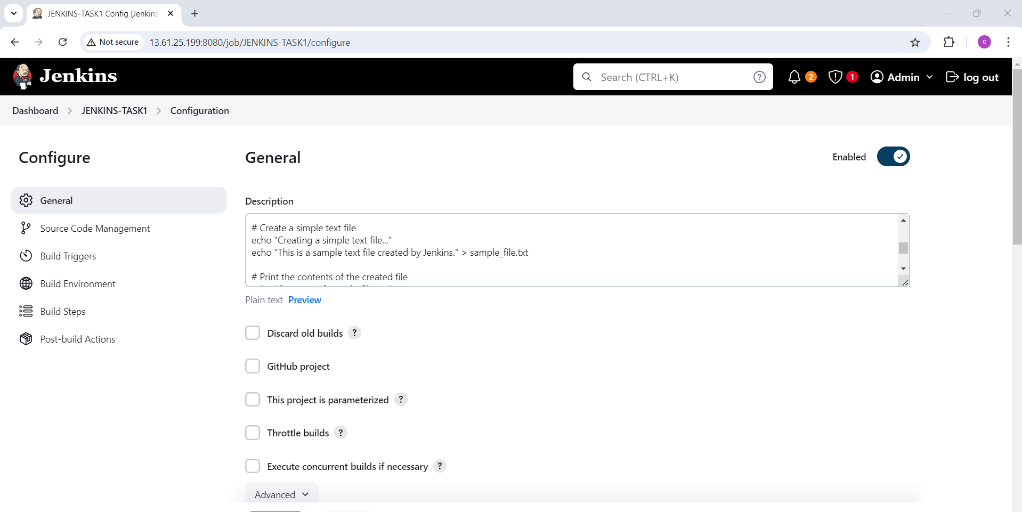 JENKINS-TASK1 Config [Jenkins
Not secure
13.61.25.199:8080/job/JENKINS-TASK1/configure
C
Jenkins
Search (CTRL+K)
?
2
1
Admin
log out
Dashboard > JENKINS-TASK1 > Configuration
Configure
General
Source Code Management
Build Triggers
Build Environment
Build Steps
Post-build Actions
General
Enabled
Description
# Create a simple text file
echo "Creating a simple text file..."
echo "This is a sample text file created by Jenkins." > sample_file.txt
# Print the contents of the created file
Plain text Preview
Discard old builds ?
GitHub project
This project is parameterized ?
Throttle builds ?
Execute concurrent builds if necessary ?
Advanced